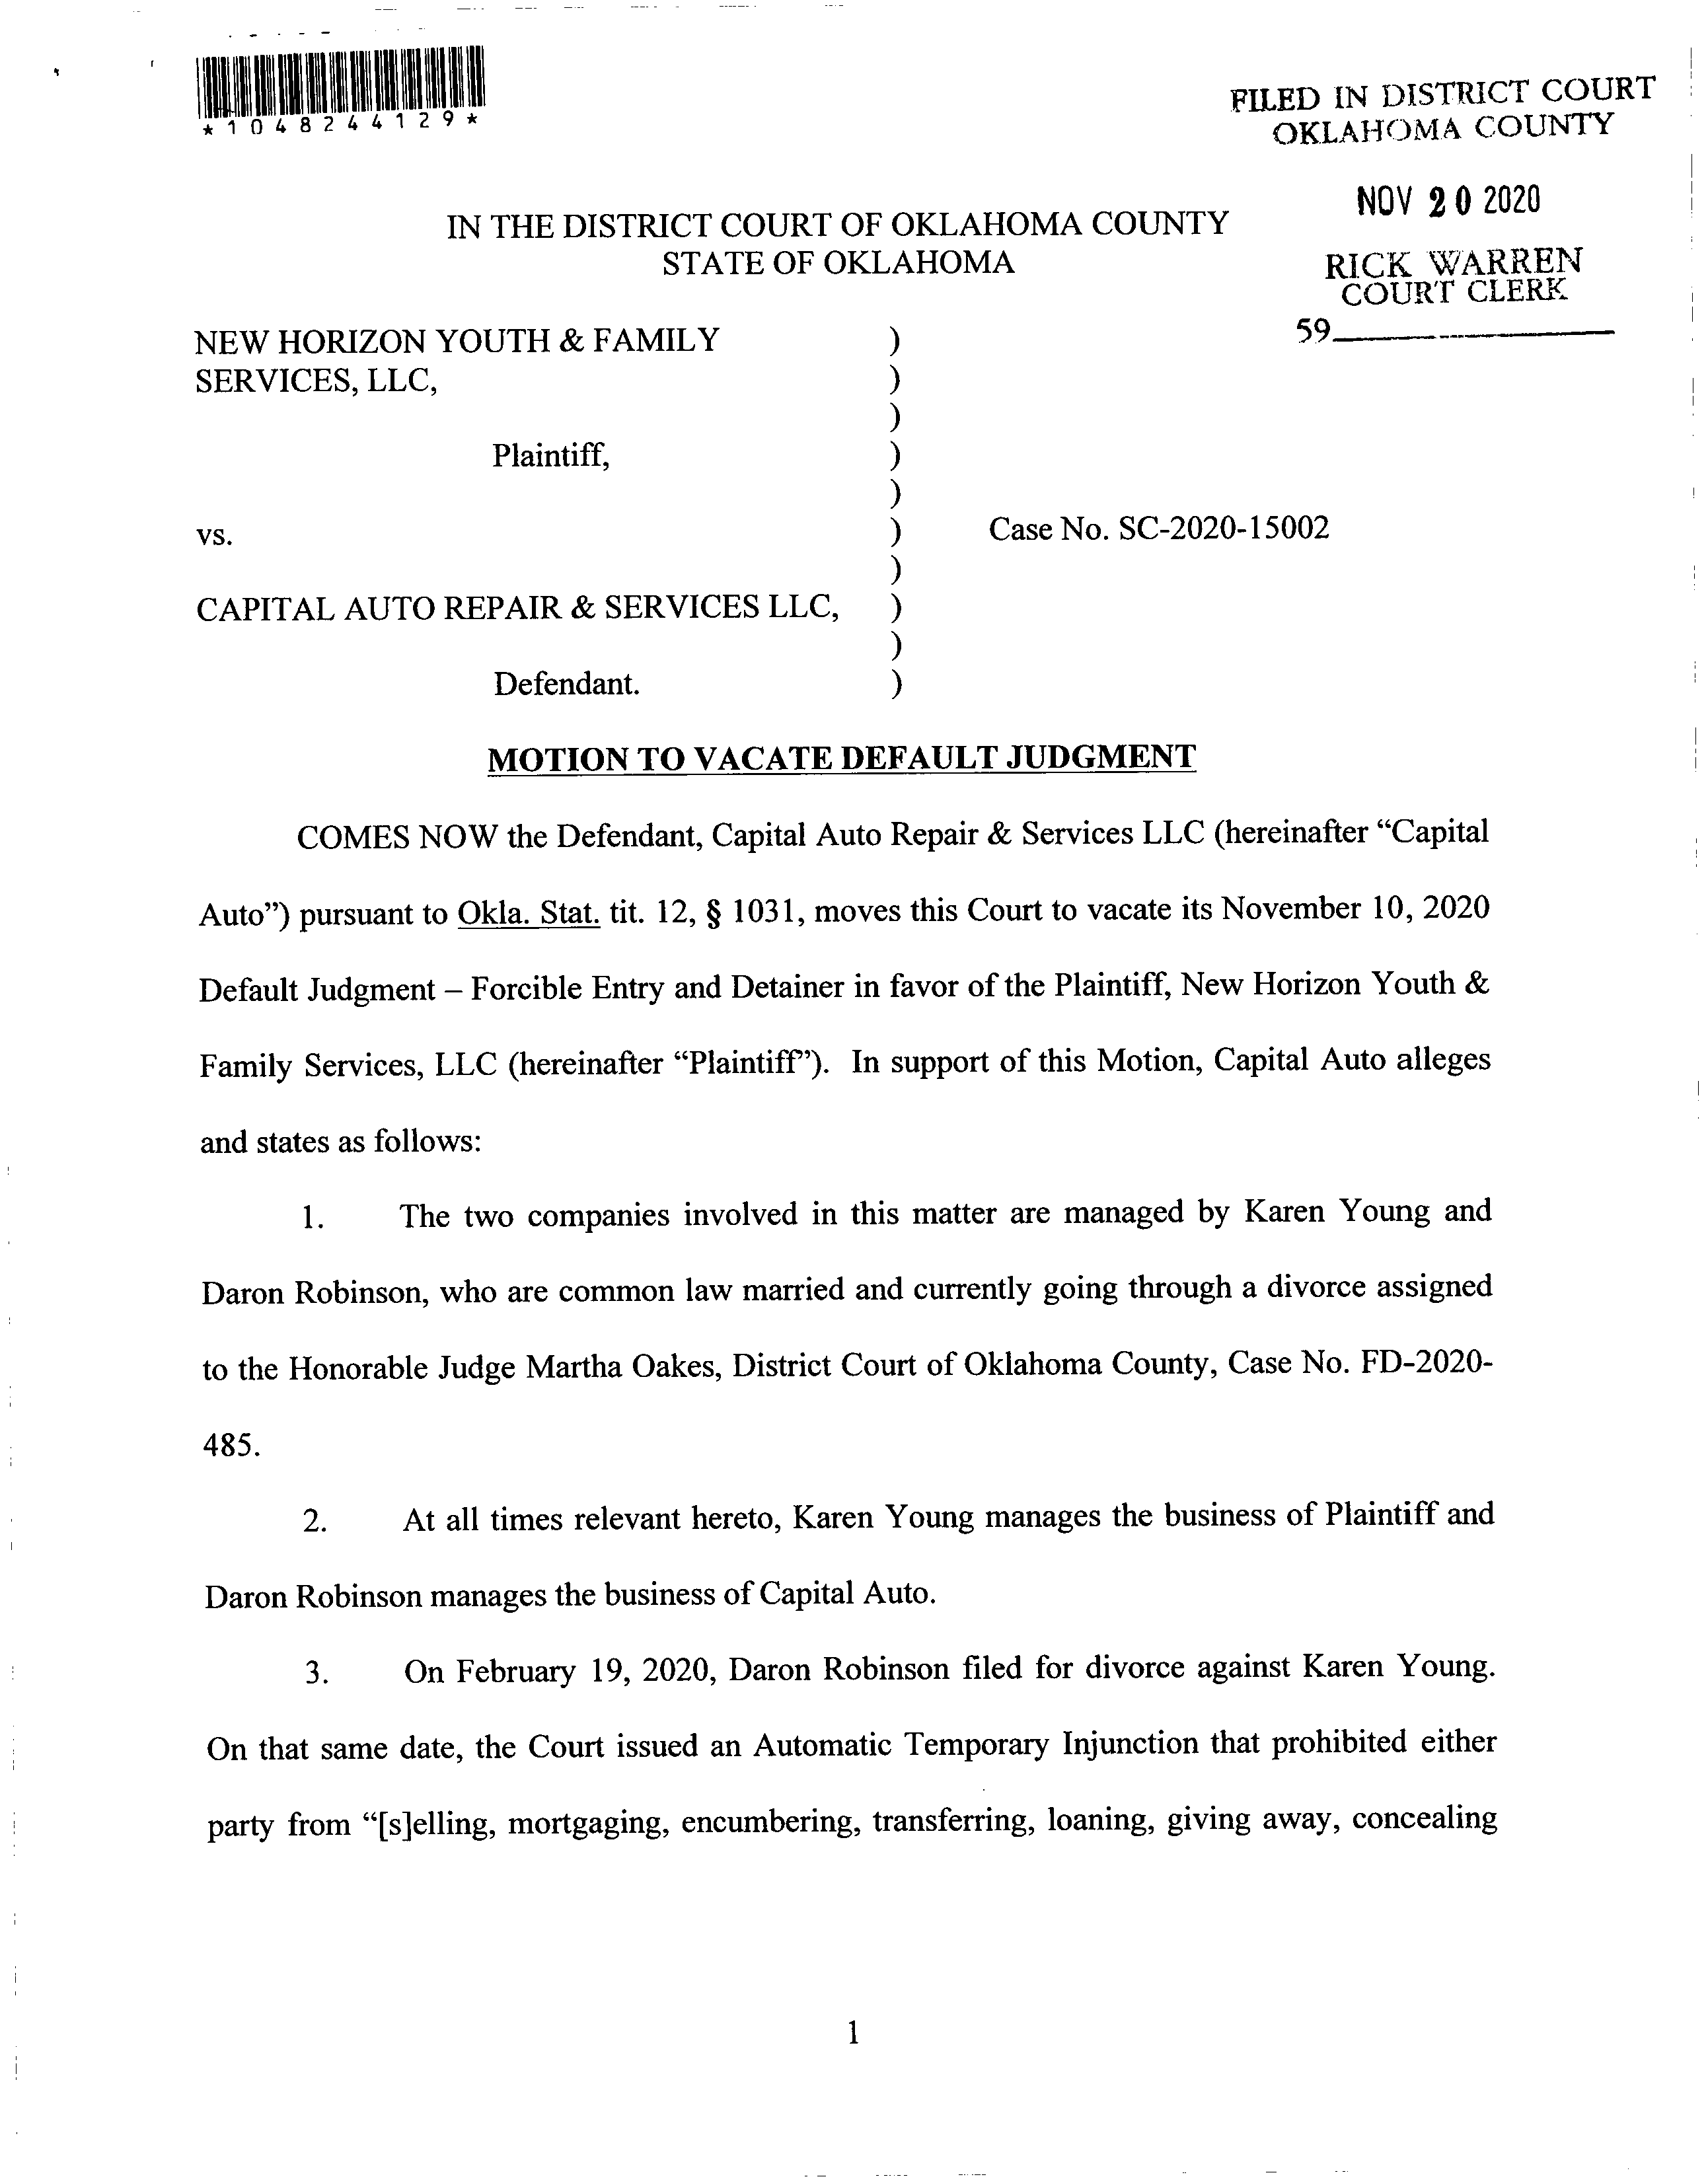 *1048244129*
FILED IN DISTRICT COURT
OKLAHOMA COUNTY
NOV 20 2020
RICK WARREN
COURT CLERK
59
IN THE DISTRICT COURT OF OKLAHOMA COUNTY
STATE OF OKLAHOMA
NEW HORIZON YOUTH & FAMILY )
SERVICES, LLC, )
)
Plaintiff, )
)
vs. ) Case No. SC-2020-15002
)
CAPITAL AUTO REPAIR & SERVICES LLC, )
)
Defendant. )
MOTION TO VACATE DEFAULT JUDGMENT
COMES NOW the Defendant, Capital Auto Repair & Services LLC (hereinafter “Capital
Auto”) pursuant to Okla. Stat. tit. 12, § 1031, moves this Court to vacate its November 10, 2020
Default Judgment – Forcible Entry and Detainer in favor of the Plaintiff, New Horizon Youth &
Family Services, LLC (hereinafter “Plaintiff”). In support of this Motion, Capital Auto alleges
and states as follows:
1. The two companies involved in this matter are managed by Karen Young and
Daron Robinson, who are common law married and currently going through a divorce assigned
to the Honorable Judge Martha Oakes, District Court of Oklahoma County, Case No. FD-2020-
485.
2. At all times relevant hereto, Karen Young manages the business of Plaintiff and
Daron Robinson manages the business of Capital Auto.
3. On February 19, 2020, Daron Robinson filed for divorce against Karen Young.
On that same date, the Court issued an Automatic Temporary Injunction that prohibited either
party from “[s]elling, mortgaging, encumbering, transferring, loaning, giving away, concealing
1